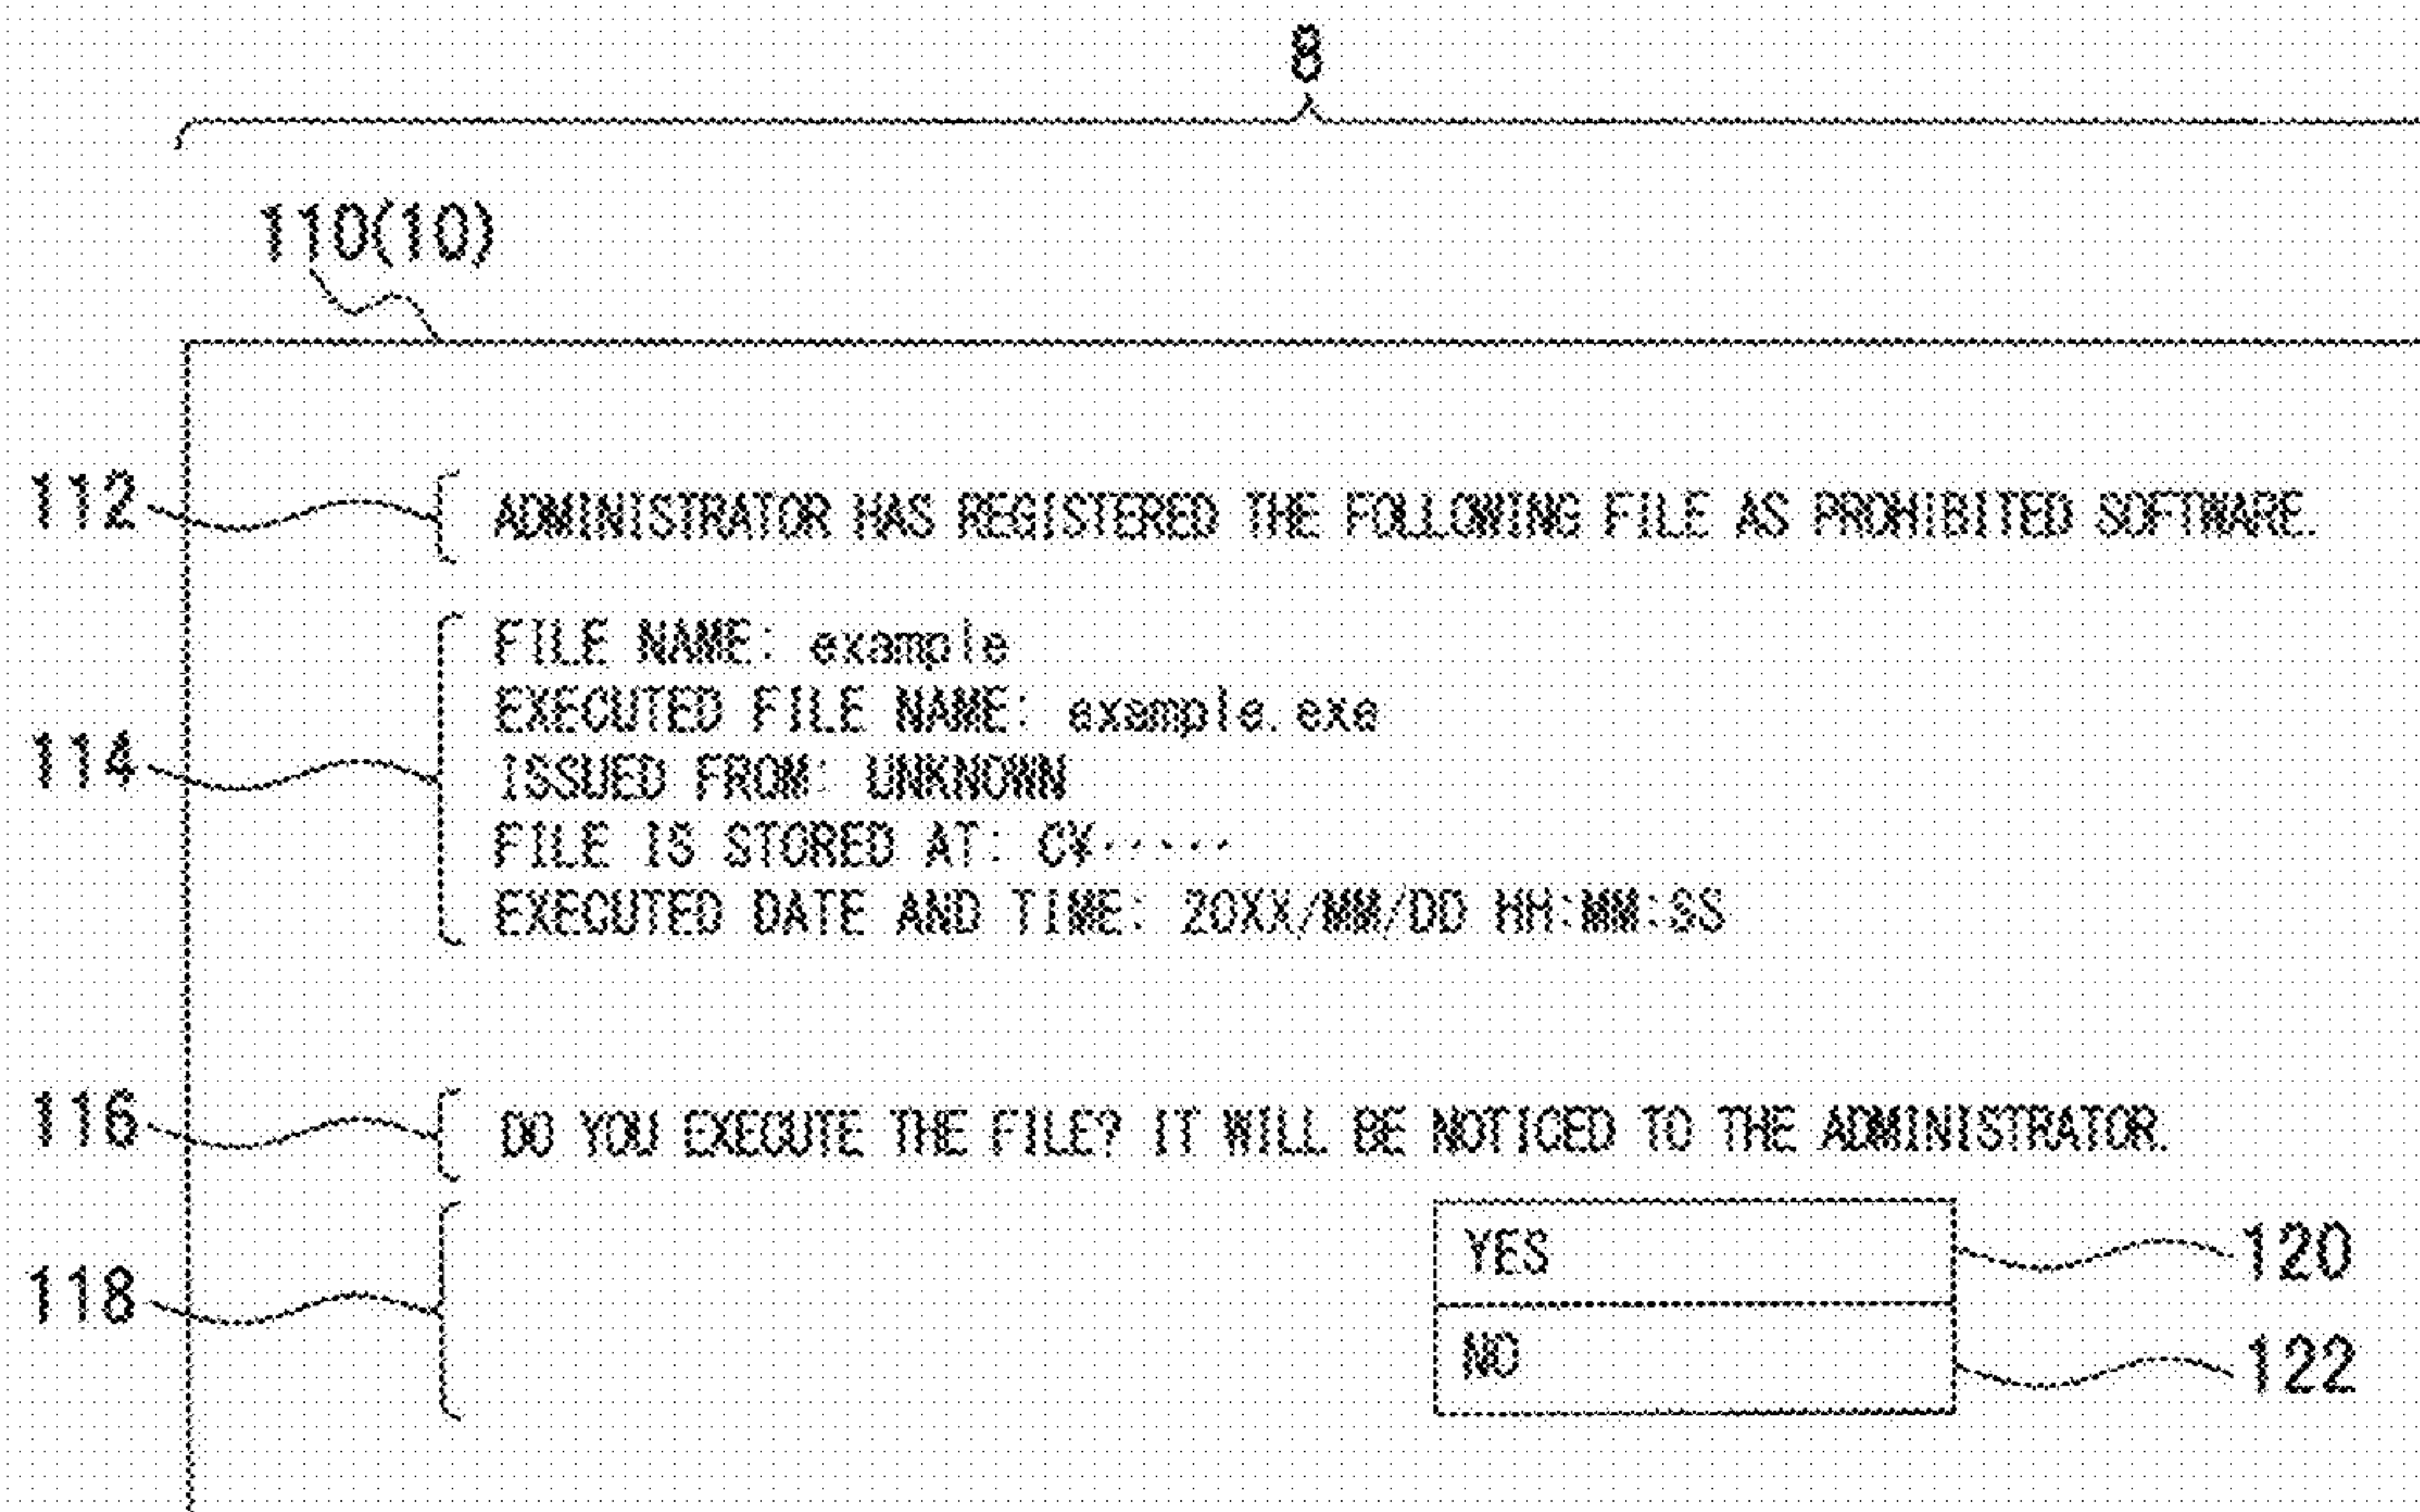 8
110(10)
112 ADMINISTRATOR HAS REGISTERED THE FOLLOWING FILE AS PROHIBITED SOFTWARE.
FILE NAME: example
EXECUTED FILE NAME: example.exe
114 ISSUED FROM: UNKNOWN
FILE IS STORED AT: C¥·····
EXECUTED DATE AND TIME: 20XX/MM/DD HH:MM:SS
116 DO YOU EXECUTE THE FILE? IT WILL BE NOTICED TO THE ADMINISTRATOR.
YES 120
118
NO 122